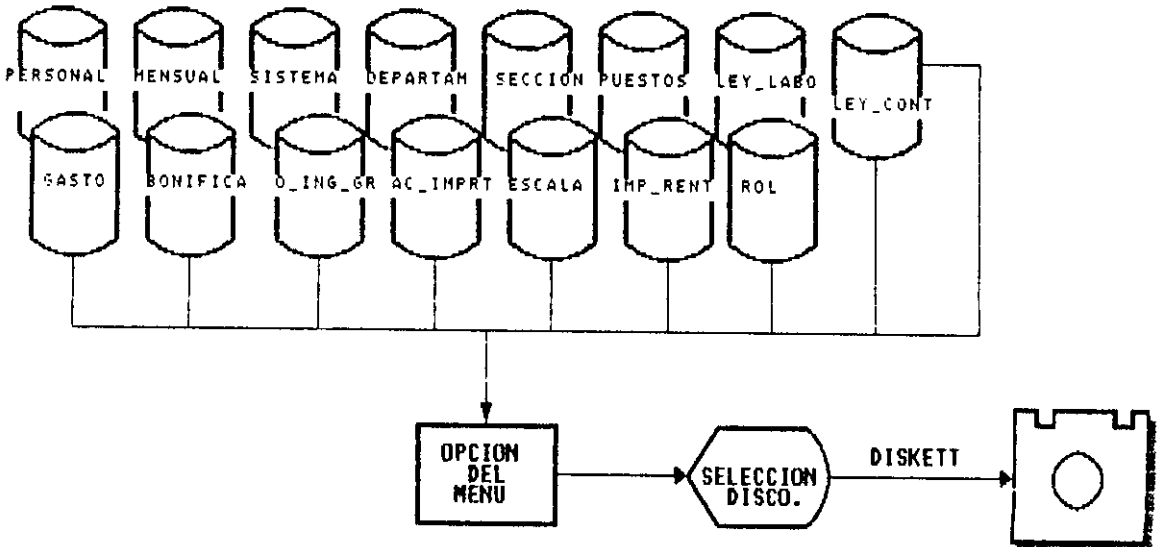 PERSONAL MENSUAL SISTEMA DEPARTAM SECCION PUESTOS LEY_LABO LEY_CONT
GASTO BONIFICA O_ING_GR AC_IMPRT ESCALA IMP_RENT ROL
OPCION
DEL
MENU
SELECCION
DISCO.
DISKETT